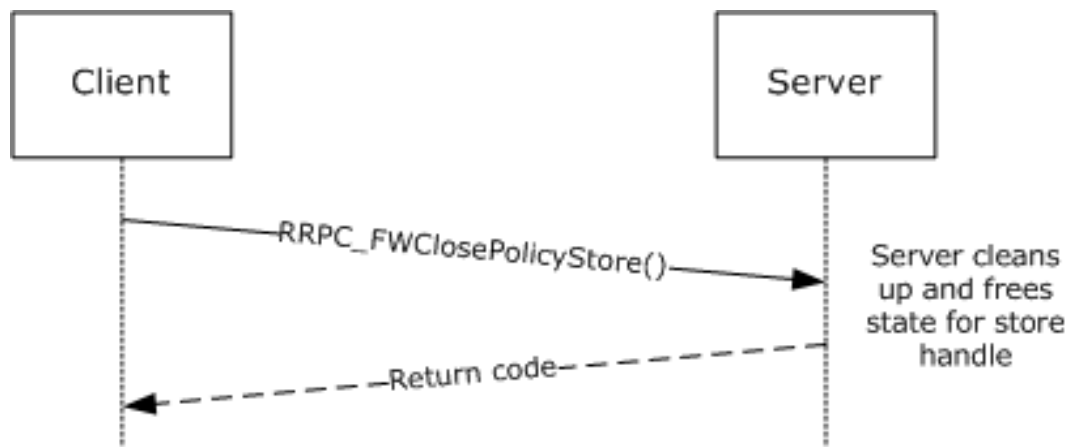 Client
Server
RRPC_FWClosePolicyStore()
Server cleans
up and frees
state for store
handle
Return code